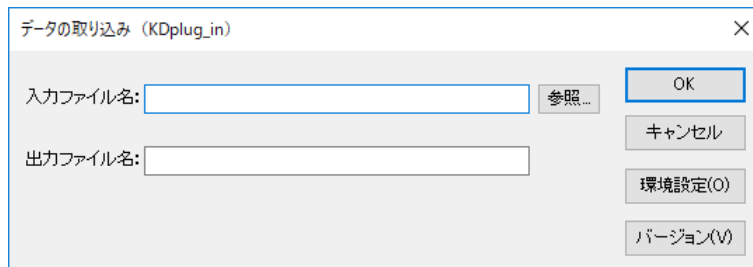 データの取り込み（KDplug_in）
入力ファイル名:
参照...
OK
キャンセル
出力ファイル名:
環境設定(O)
バージョン(V)